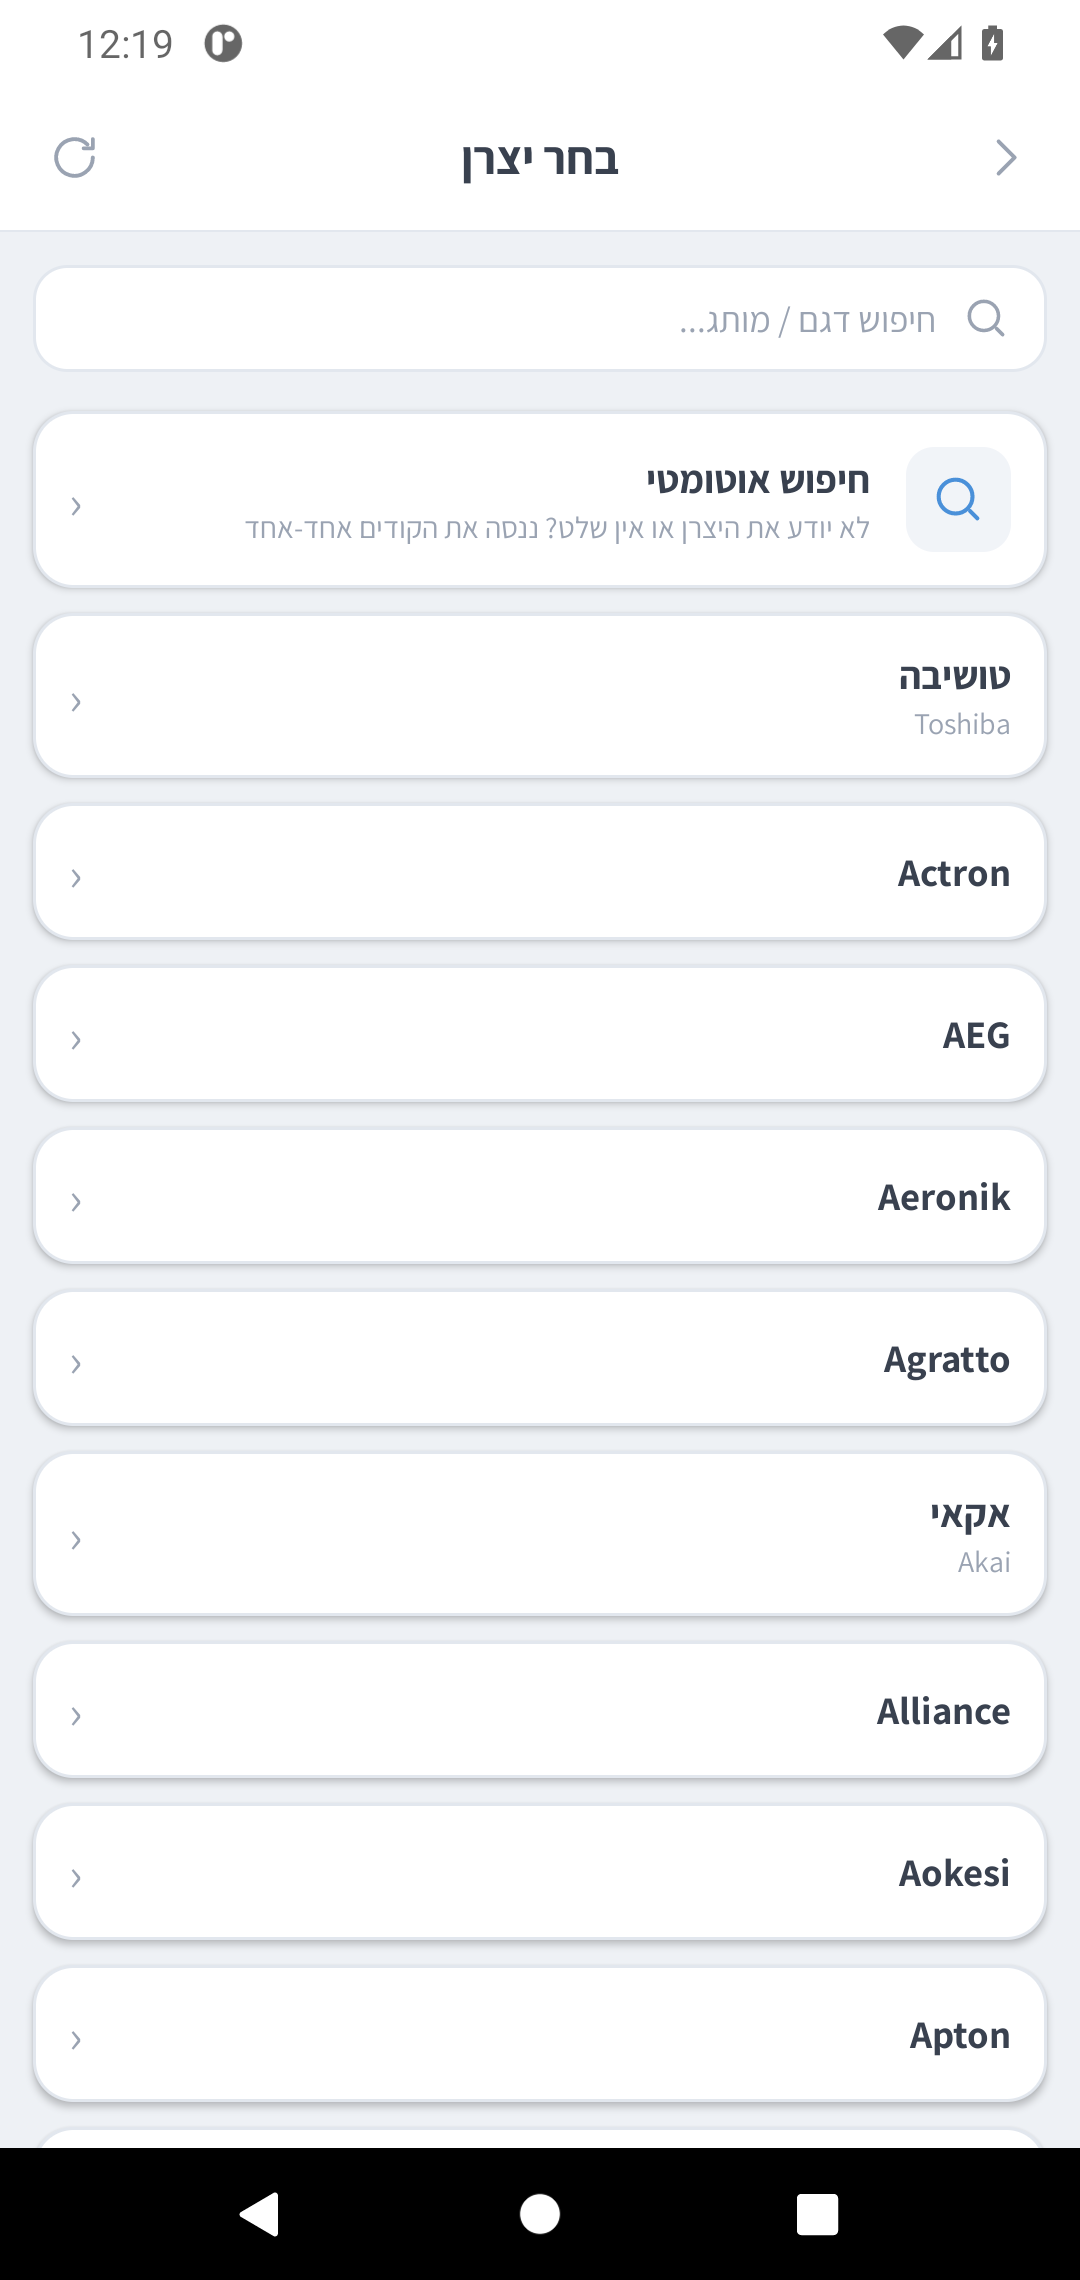 12:19
בחר יצרן
חיפוש דגם / מותג...
חיפוש אוטומטי
לא יודע את היצרן או אין שלט? ננסה את הקודים אחד-אחד
טושיבה
Toshiba
Actron
AEG
Aeronik
Agratto
אקאי
Akai
Alliance
Aokesi
Apton